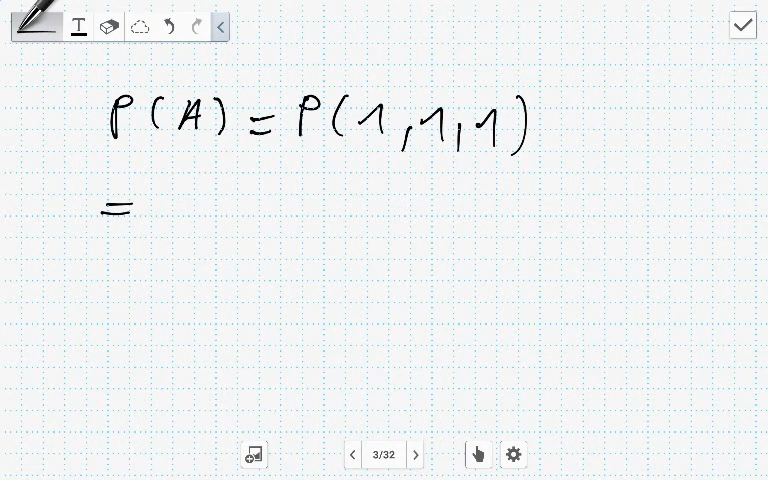 T
P(A) = P(1,1,1)
=
3/32